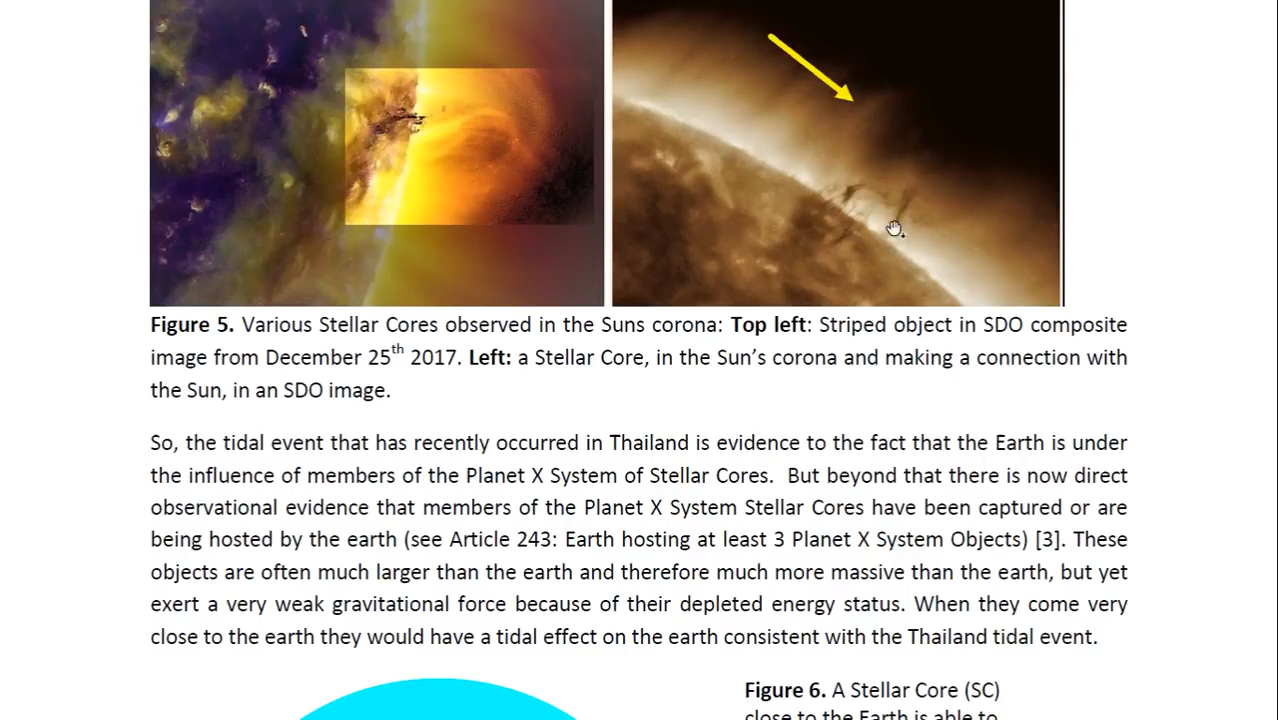 Figure 5. Various Stellar Cores observed in the Suns corona: Top left: Striped object in SDO composite
image from December 25th 2017. Left: a Stellar Core, in the Sun's corona and making a connection with
the Sun, in an SDO image.
So, the tidal event that has recently occurred in Thailand is evidence to the fact that the Earth is under
the influence of members of the Planet X System of Stellar Cores. But beyond that there is now direct
observational evidence that members of the Planet X System Stellar Cores have been captured or are
being hosted by the earth (see Article 243: Earth hosting at least 3 Planet X System Objects) [3]. These
objects are often much larger than the earth and therefore much more massive than the earth, but yet
exert a very weak gravitational force because of their depleted energy status. When they come very
close to the earth they would have a tidal effect on the earth consistent with the Thailand tidal event.
Figure 6. A Stellar Core (SC)
close to the Earth is able to